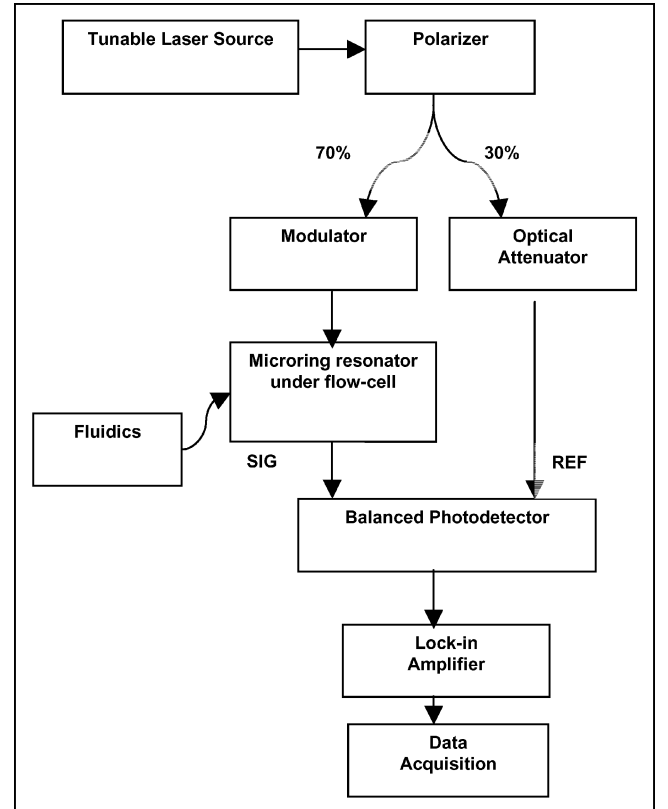 Tunable Laser Source
Polarizer
70%
30%
Modulator
Optical
Attenuator
Microring resonator
under flow-cell
Fluidics
SIG
REF
Balanced Photodetector
Lock-in
Amplifier
Data
Acquisition